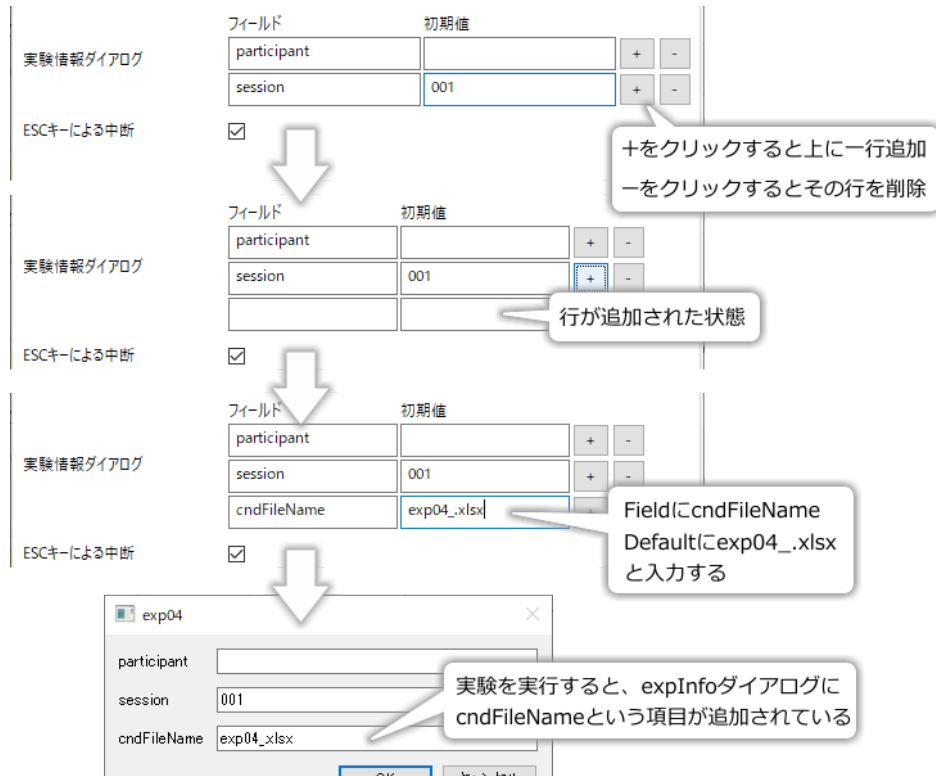 フィールド 初期値
participant
実験情報ダイアログ + -
session 001 + -
ESCキーによる中断
+をクリックすると上に一行追加
-をクリックするとその行を削除
フィールド 初期値
participant + -
実験情報ダイアログ
session 001 + -
行が追加された状態
ESCキーによる中断
フィールド 初期値
participant + -
実験情報ダイアログ
session 001 + -
cndFileName exp04_.xlsx
FieldにcndFileName
Defaultにexp04_.xlsx
と入力する
ESCキーによる中断
exp04
participant
session 001
cndFileName exp04_xlsx
実験を実行すると、expInfoダイアログに
cndFileNameという項目が追加されている
OK キャンセル